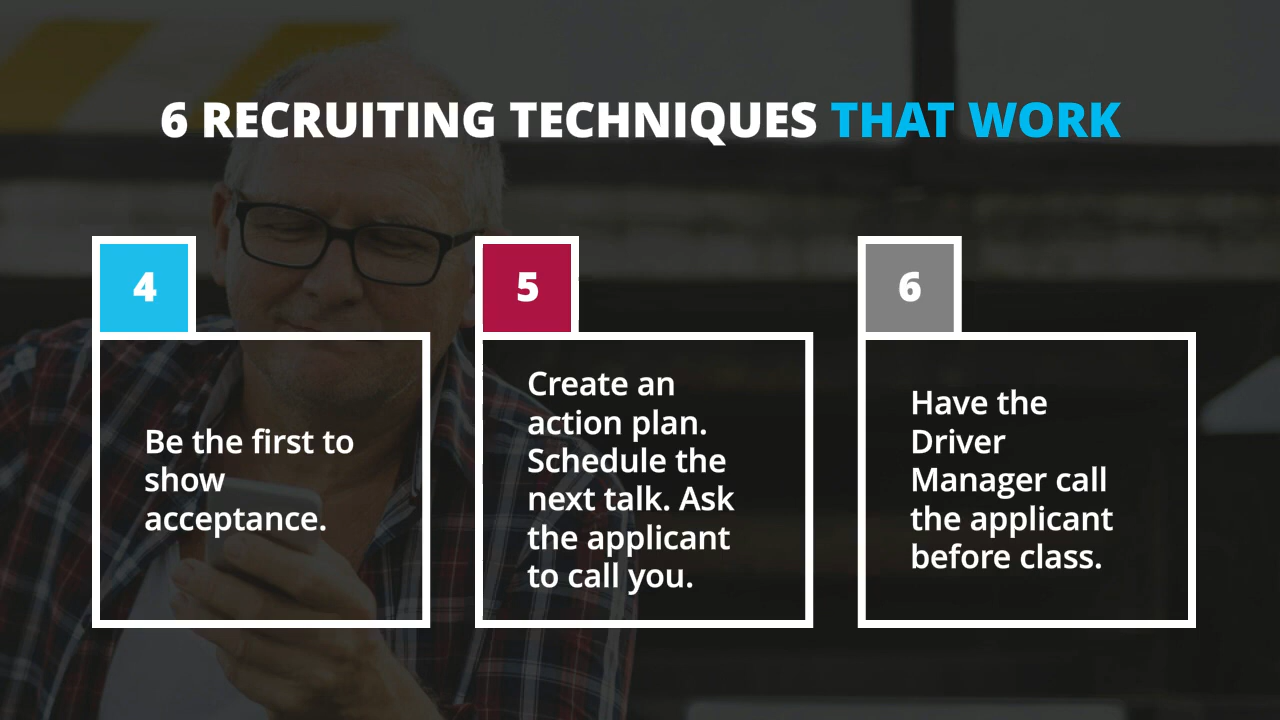 6 RECRUITING TECHNIQUES THAT WORK
4
Be the first to
show
acceptance.
5
Create an
action plan.
Schedule the
next talk. Ask
the applicant
to call you.
6
Have the
Driver
Manager call
the applicant
before class.